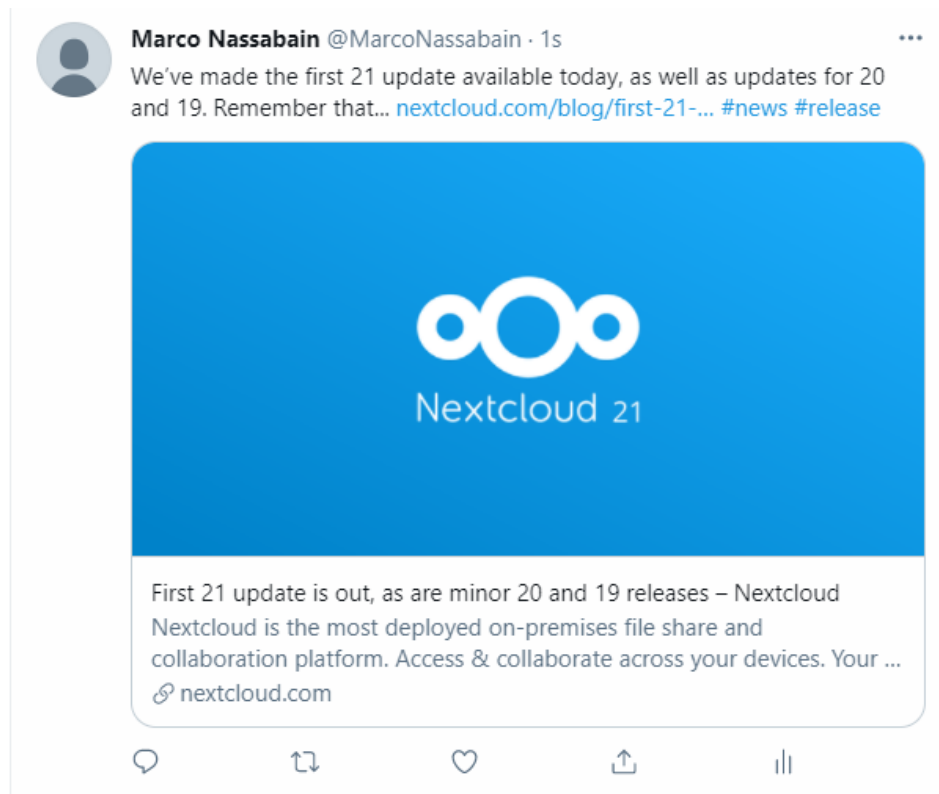 Marco Nassabain @MarcoNassabain · 1s
We've made the first 21 update available today, as well as updates for 20
and 19. Remember that... nextcloud.com/blog/first-21-... #news #release
Nextcloud 21
First 21 update is out, as are minor 20 and 19 releases – Nextcloud
Nextcloud is the most deployed on-premises file share and
collaboration platform. Access & collaborate across your devices. Your ...
nextcloud.com